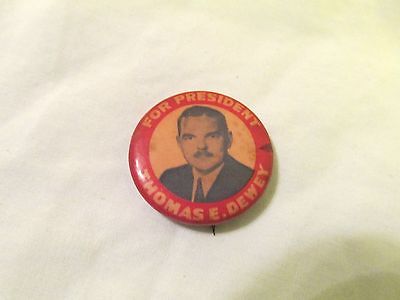 FOR PRESIDENT
THOMAS E. DEWEY